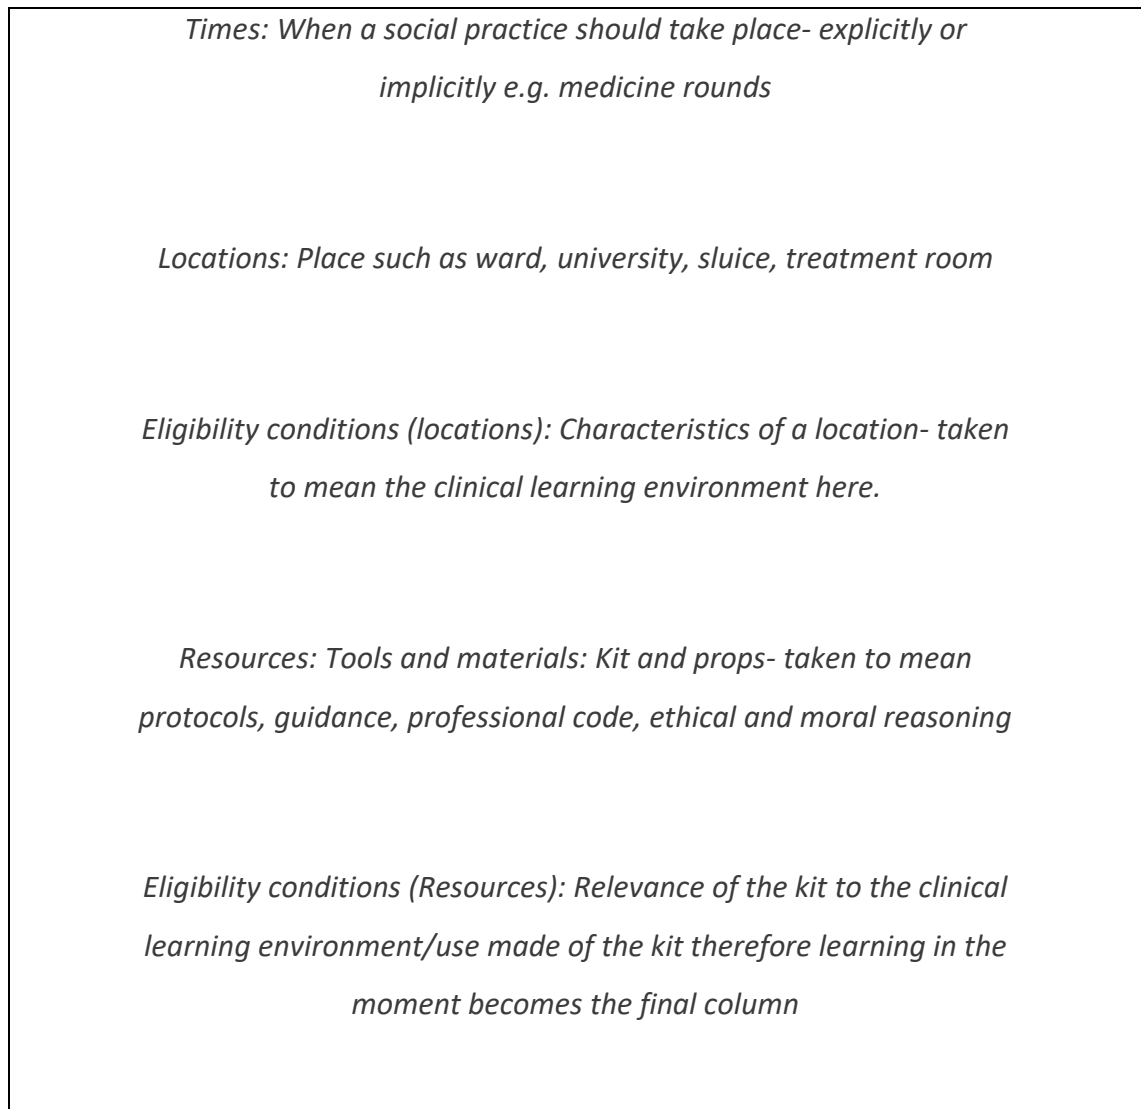 Times: When a social practice should take place- explicitly or
implicitly e.g. medicine rounds
Locations: Place such as ward, university, sluice, treatment room
Eligibility conditions (locations): Characteristics of a location- taken
to mean the clinical learning environment here.
Resources: Tools and materials: Kit and props- taken to mean
protocols, guidance, professional code, ethical and moral reasoning
Eligibility conditions (Resources): Relevance of the kit to the clinical
learning environment/use made of the kit therefore learning in the
moment becomes the final column